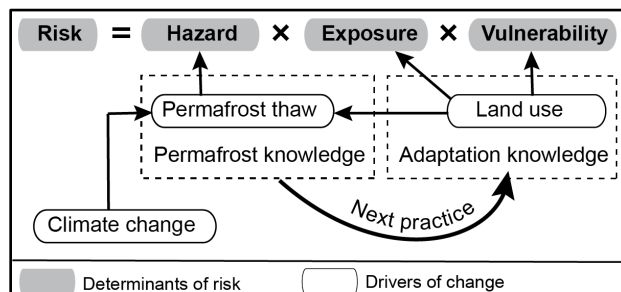 Risk = Hazard × Exposure × Vulnerability
Permafrost thaw
Land use
Permafrost knowledge
Adaptation knowledge
Climate change
Next practice
Determinants of risk
Drivers of change